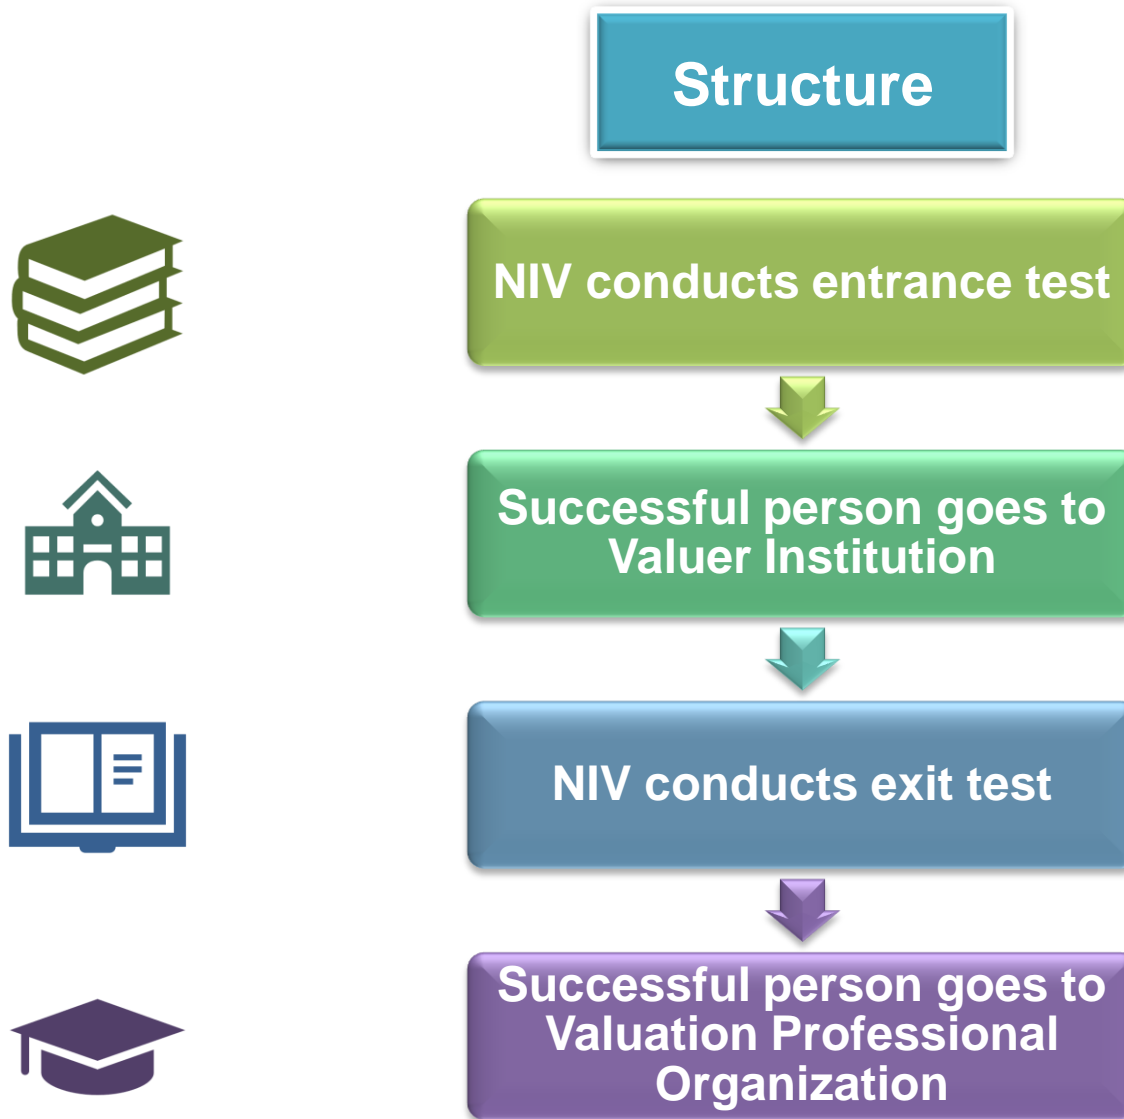 Structure
NIV conducts entrance test
Successful person goes to
Valuer Institution
NIV conducts exit test
Successful person goes to
Valuation Professional
Organization